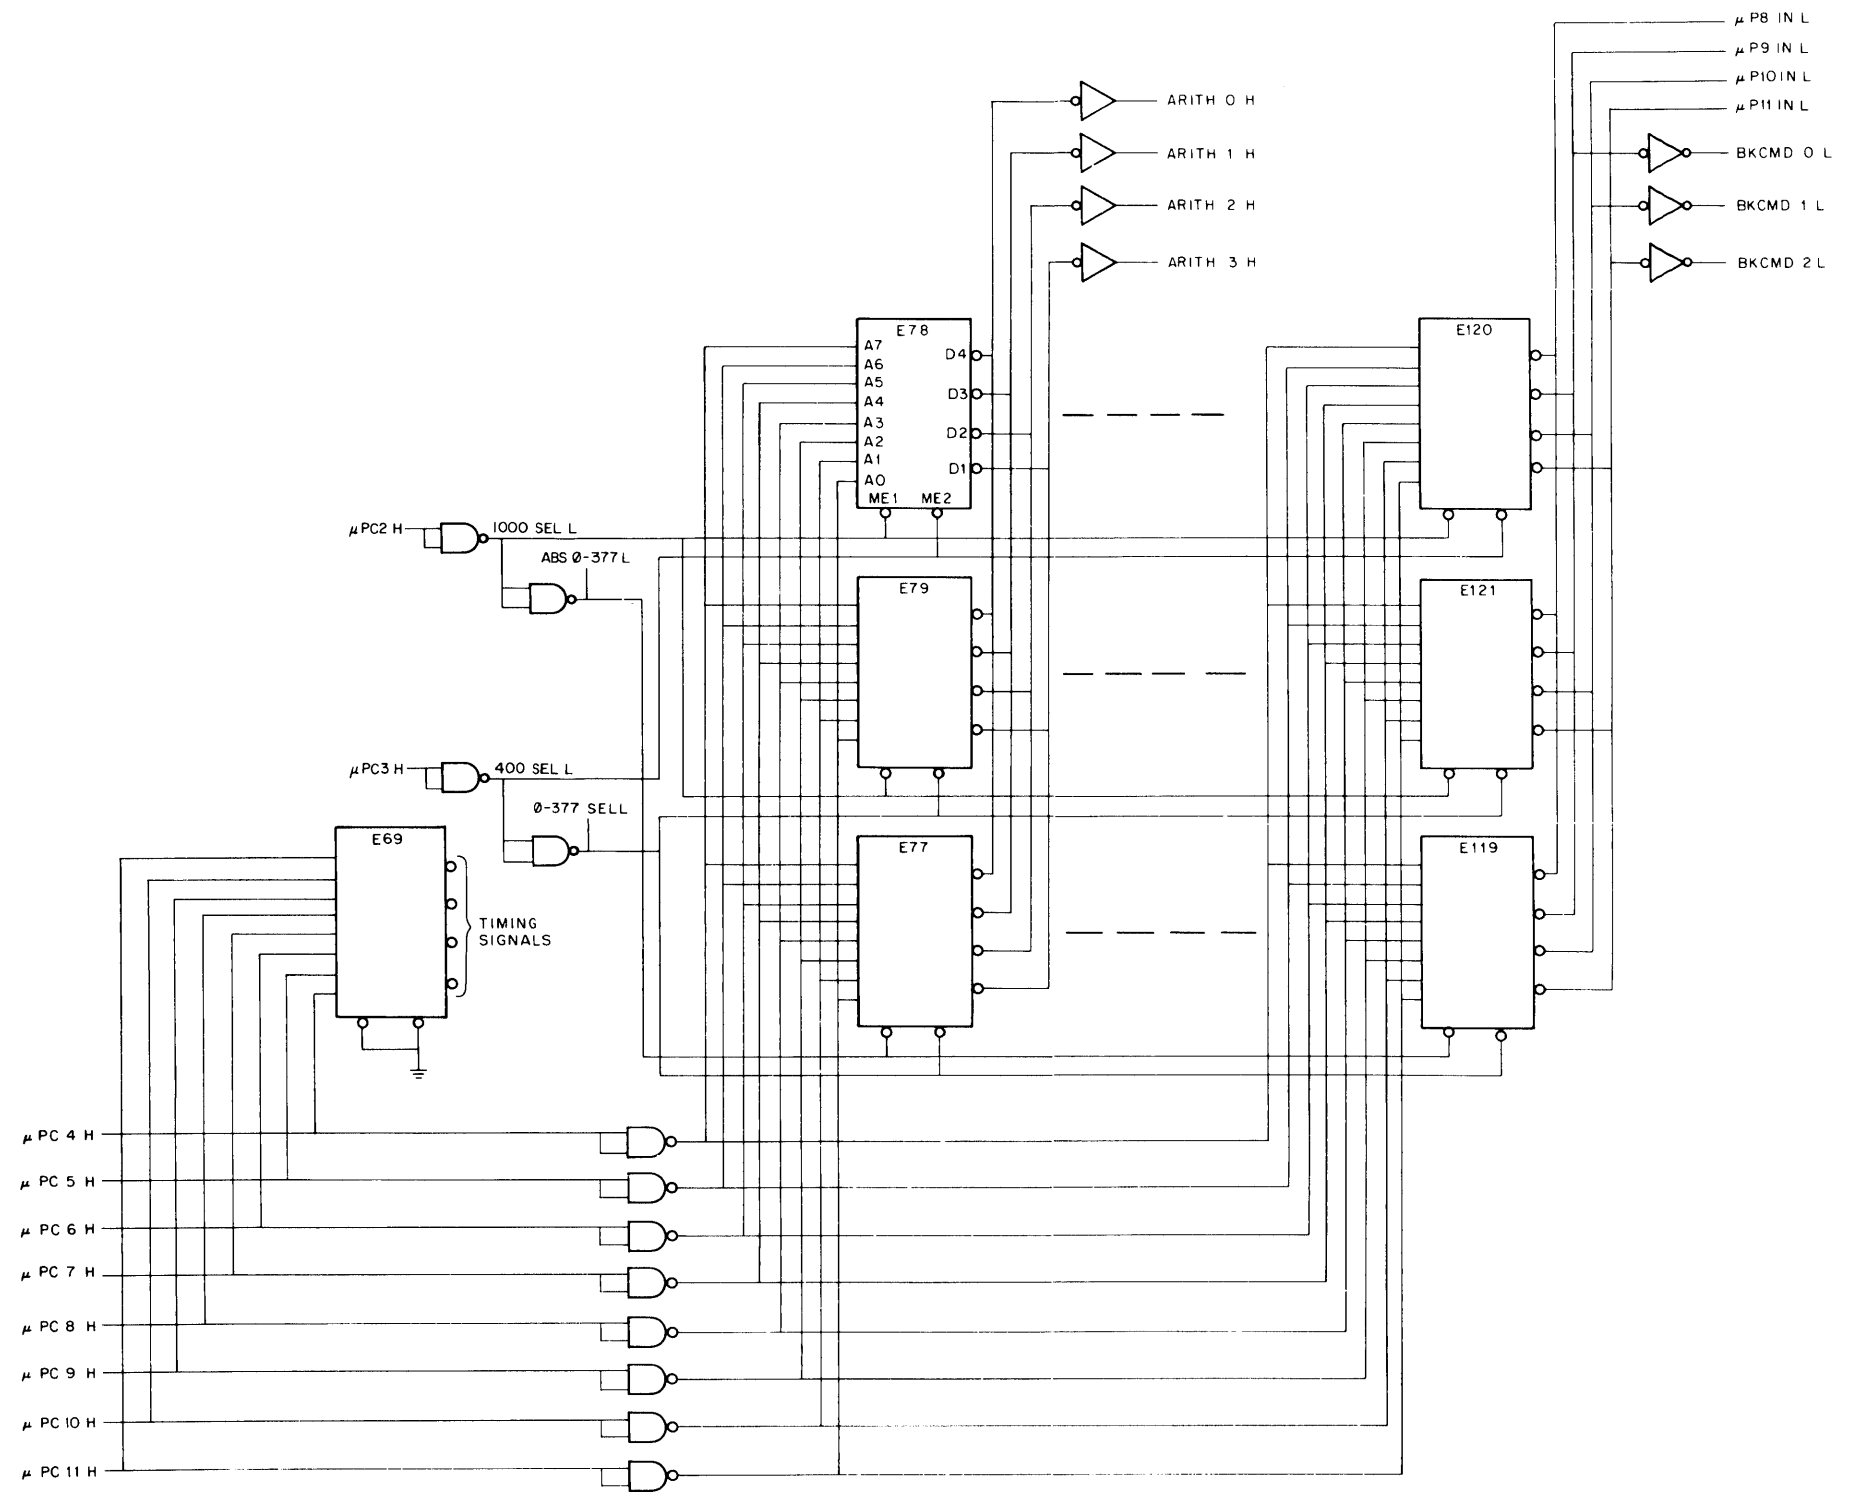 μ P8 IN L
μ P9 IN L
μ P10 IN L
μ P11 IN L
ARITH 0 H
ARITH 1 H
ARITH 2 H
ARITH 3 H
BKCMD 0 L
BKCMD 1 L
BKCMD 2 L
E78
A7
A6
A5
A4
A3
A2
A1
A0
D4
D3
D2
D1
ME1 ME2
E120
μPC2 H
1000 SEL L
ABS 0-377 L
E79
E121
μPC3 H
400 SEL L
0-377 SELL
E77
E119
E69
TIMING
SIGNALS
μ PC 4 H
μ PC 5 H
μ PC 6 H
μ PC 7 H
μ PC 8 H
μ PC 9 H
μ PC 10 H
μ PC 11 H